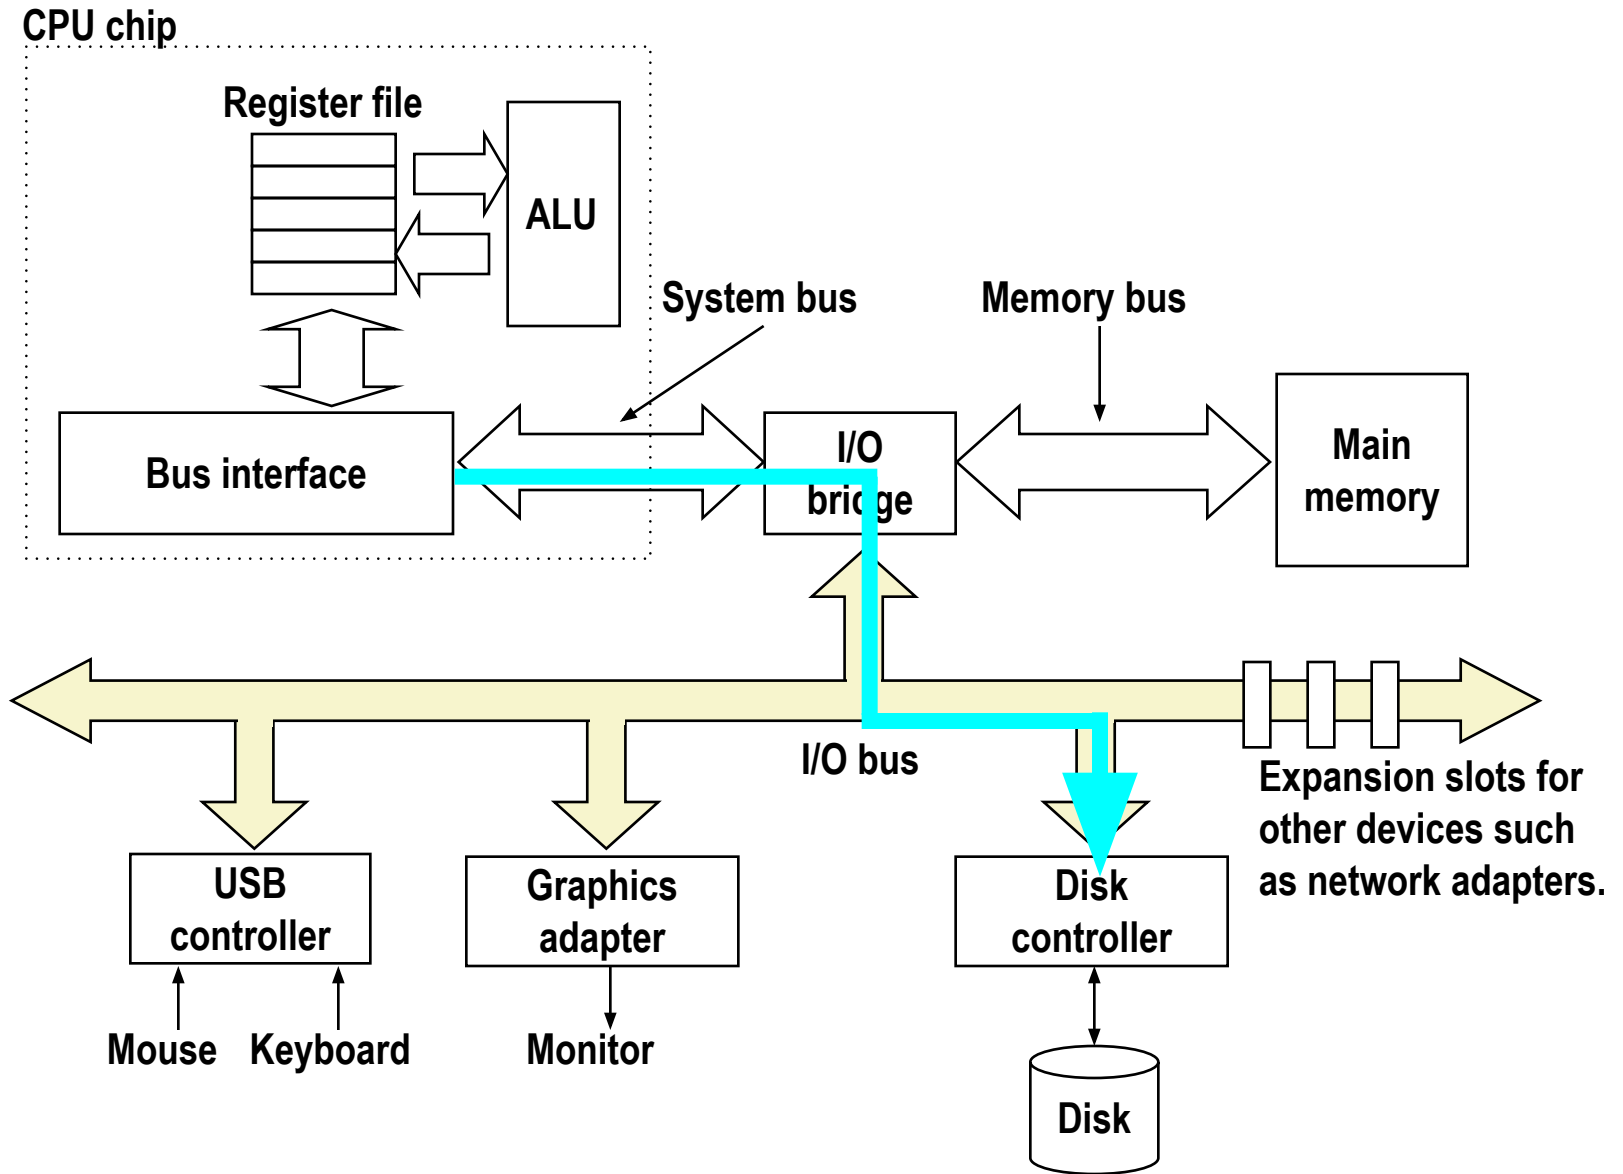 CPU chip
Register file
ALU
System bus
Memory bus
Bus interface
I/O
bridge
Main
memory
I/O bus
Expansion slots for
other devices such
as network adapters.
USB
controller
Graphics
adapter
Disk
controller
Mouse
Keyboard
Monitor
Disk